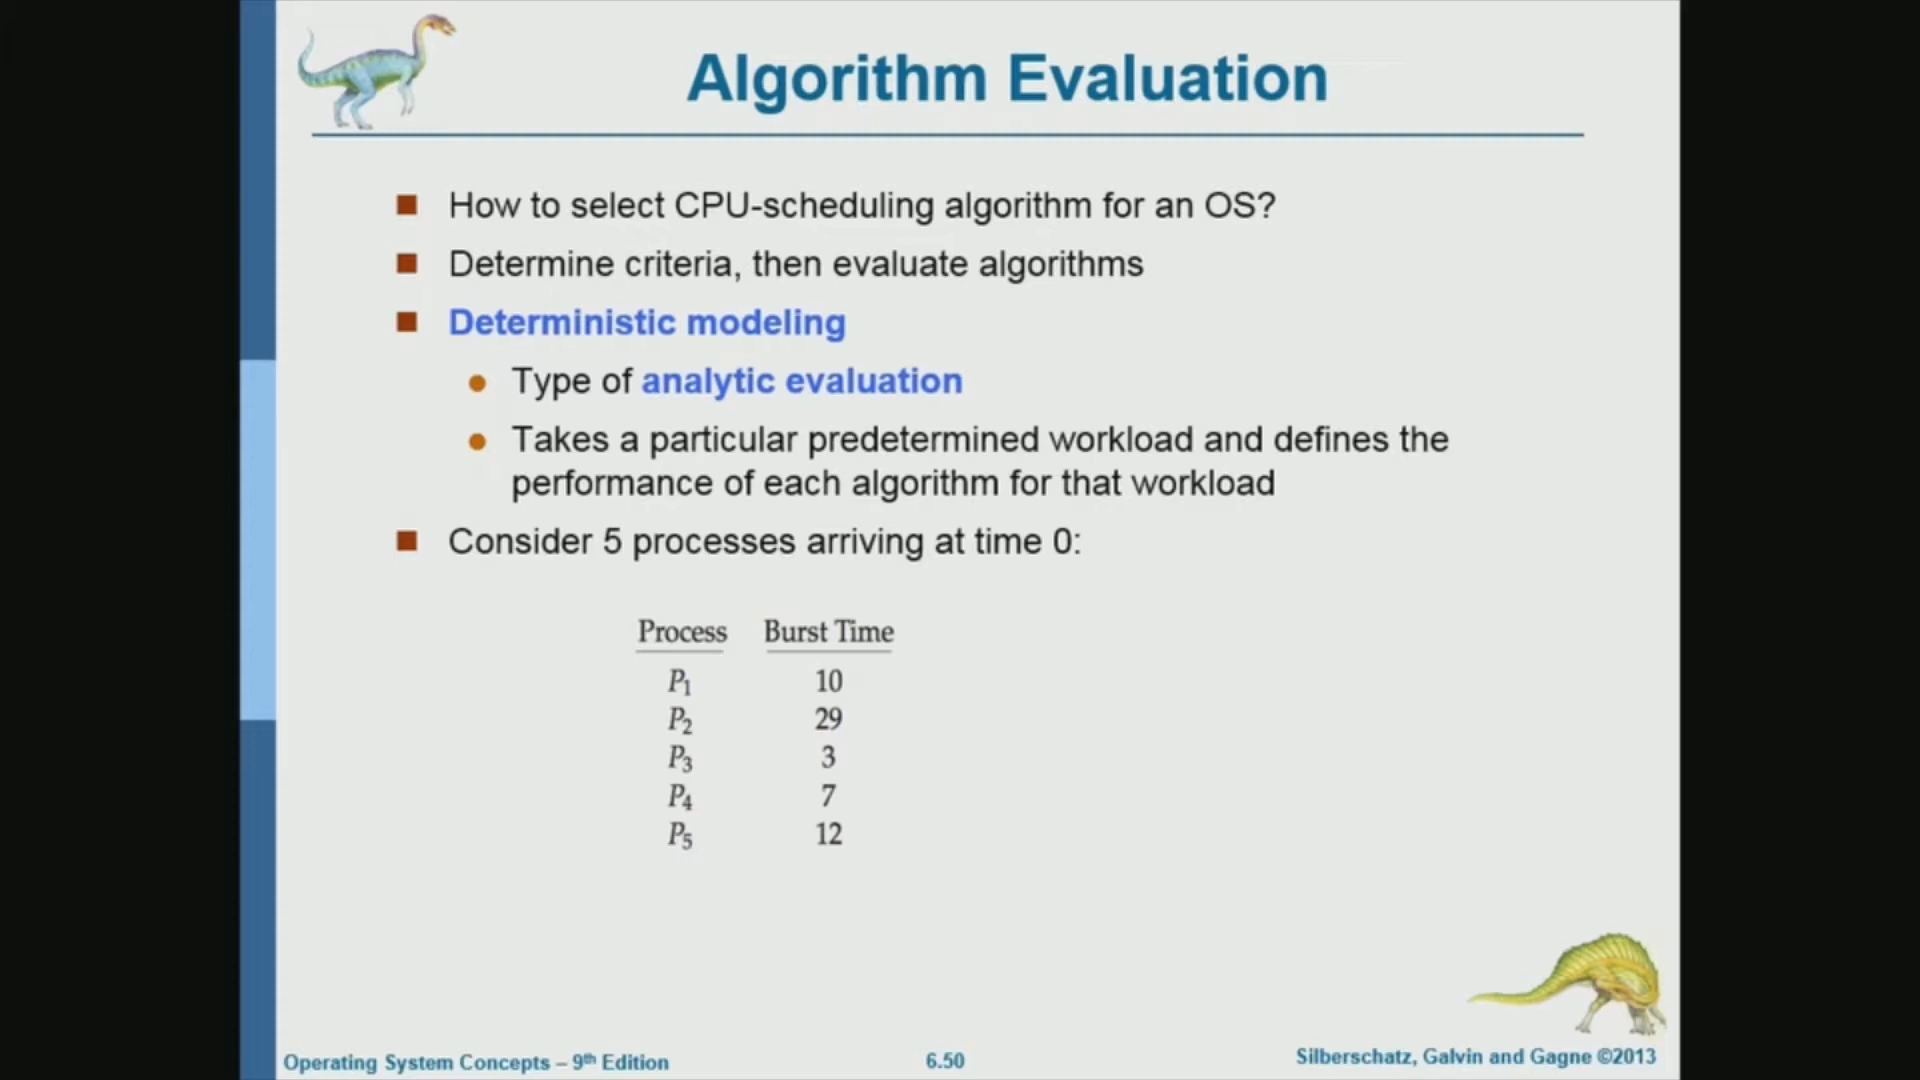 Algorithm Evaluation
How to select CPU-scheduling algorithm for an OS?
Determine criteria, then evaluate algorithms
Deterministic modeling
Type of analytic evaluation
Takes a particular predetermined workload and defines the
performance of each algorithm for that workload
Consider 5 processes arriving at time 0:
Process Burst Time
P1 10
P2 29
P3 3
P4 7
P5 12
Operating System Concepts – 9th Edition 6.50 Silberschatz, Galvin and Gagne ©2013